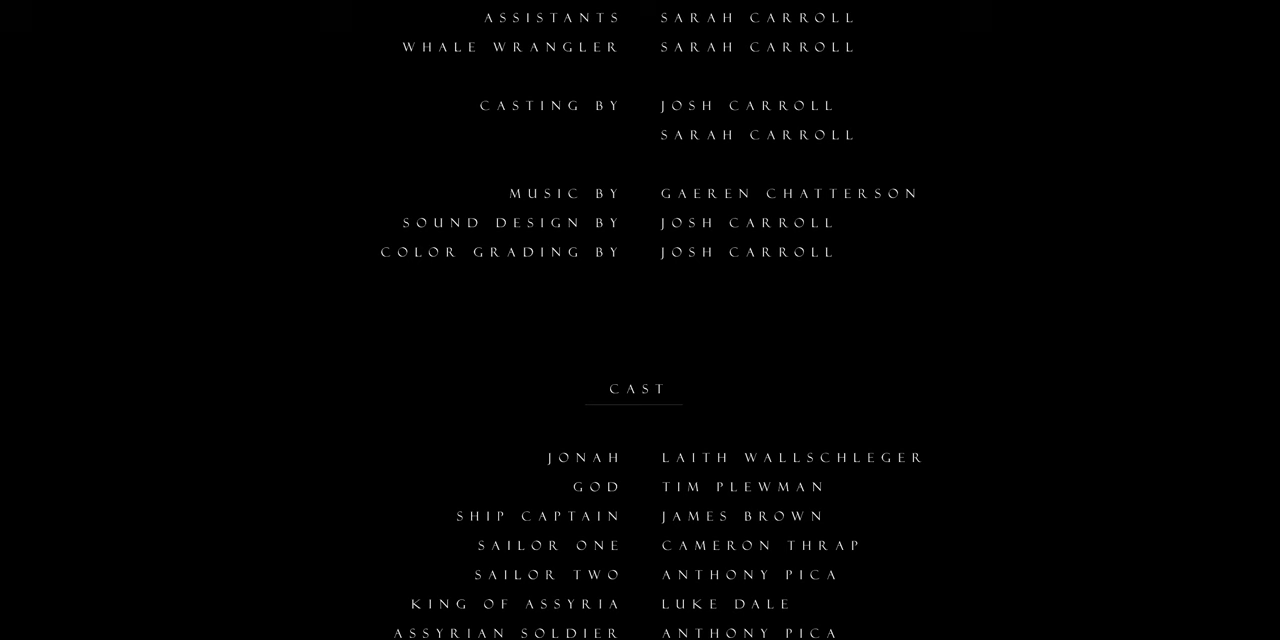 ASSISTANTS SARAH CARROLL
WHALE WRANGLER SARAH CARROLL
CASTING BY JOSH CARROLL
SARAH CARROLL
MUSIC BY GAEREN CHATTERSON
SOUND DESIGN BY JOSH CARROLL
COLOR GRADING BY JOSH CARROLL
CAST
JONAH LAITH WALLSCHLEGER
GOD TIM PLEWMAN
SHIP CAPTAIN JAMES BROWN
SAILOR ONE CAMERON THRAP
SAILOR TWO ANTHONY PICA
KING OF ASSYRIA LUKE DALE
ASSYRIAN SOLDIER ANTHONY PICA